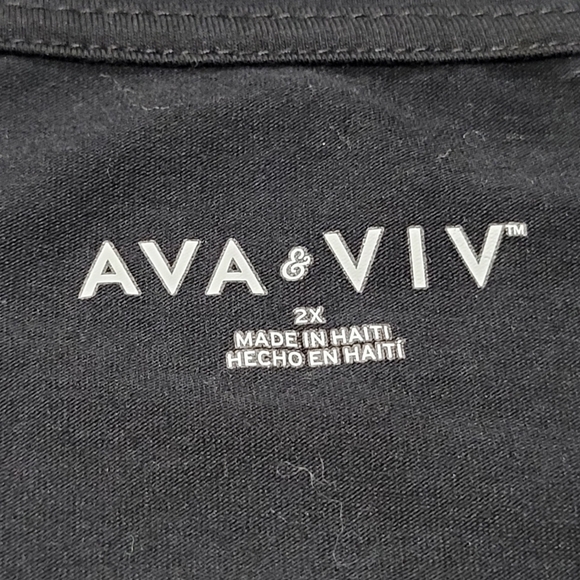 AVA & VIV™
2X
MADE IN HAITI
HECHO EN HAITÍ